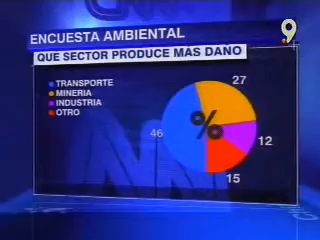 9
ENCUESTA AMBIENTAL
QUE SECTOR PRODUCE MAS DAÑO
TRANSPORTE
MINERIA
INDUSTRIA
OTRO
27
46
%
12
15